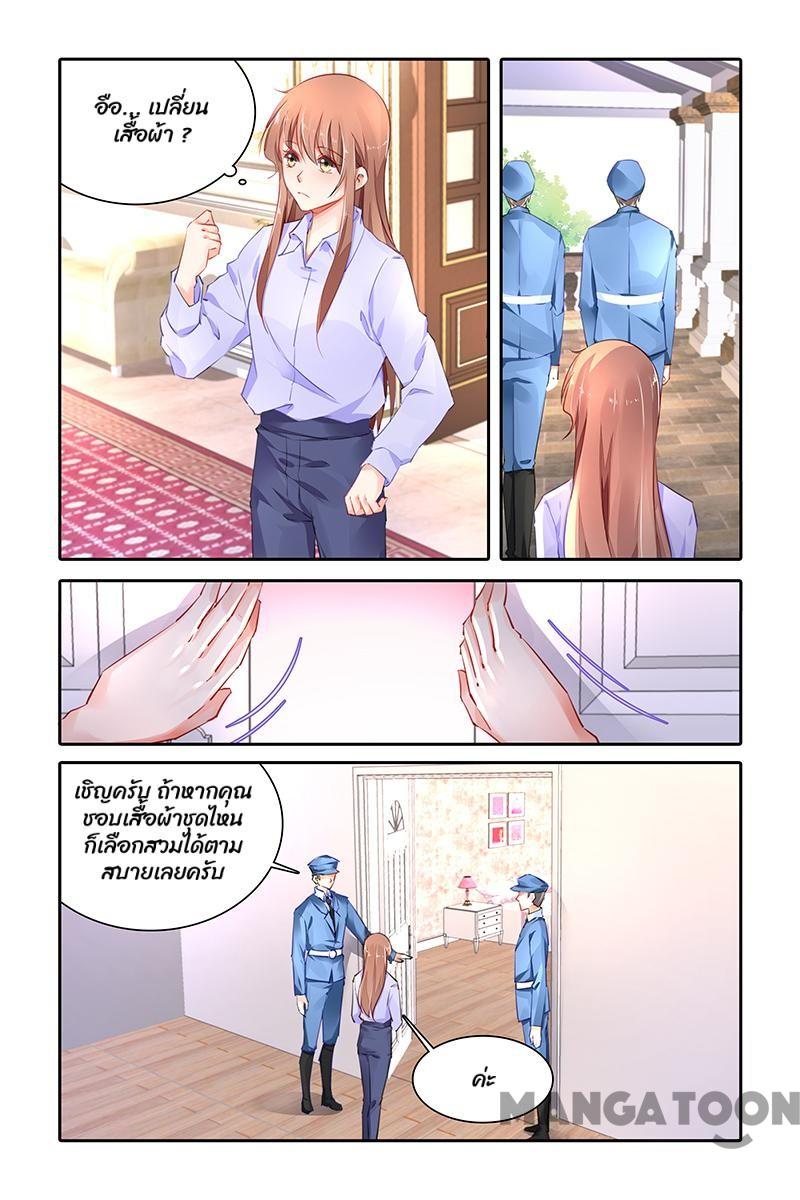 อือ... เปลี่ยน
เสื้อผ้า ?
เชิญครับ ถ้าหากคุณ
ชอบเสื้อผ้าชุดไหน
ก็เลือกสวมได้ตาม
สบายเลยครับ
ค่ะ
MANGATOON